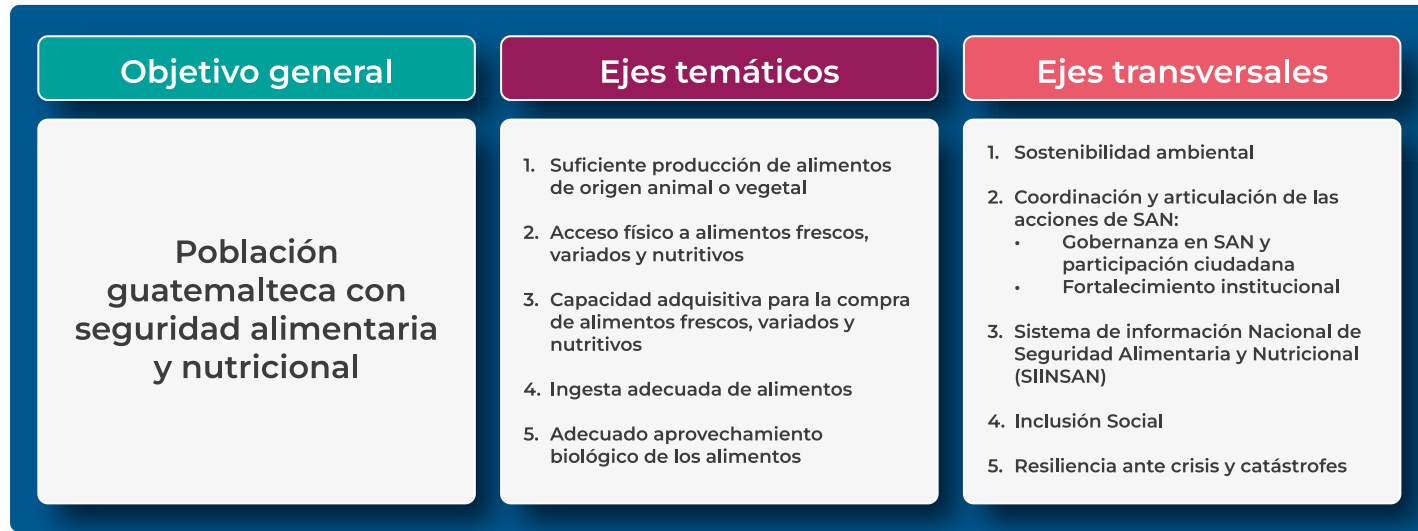 Objetivo general
Población
guatemalteca con
seguridad alimentaria
y nutricional
Ejes temáticos
1. Suficiente producción de alimentos
de origen animal o vegetal
2. Acceso físico a alimentos frescos,
variados y nutritivos
3. Capacidad adquisitiva para la compra
de alimentos frescos, variados y
nutritivos
4. Ingesta adecuada de alimentos
5. Adecuado aprovechamiento
biológico de los alimentos
Ejes transversales
1. Sostenibilidad ambiental
2. Coordinación y articulación de las
acciones de SAN:
• Gobernanza en SAN y
participación ciudadana
• Fortalecimiento institucional
3. Sistema de información Nacional de
Seguridad Alimentaria y Nutricional
(SIINSAN)
4. Inclusión Social
5. Resiliencia ante crisis y catástrofes